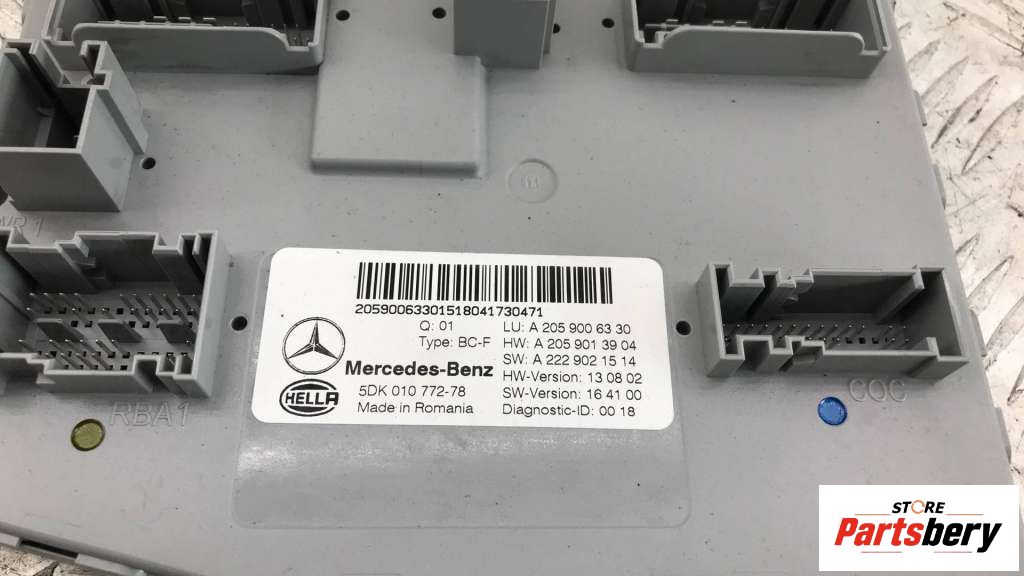 WR1
20590063301518041730471
Q: 01
Type: BC-F
Mercedes-Benz
HELLA
5DK 010 772-78
Made in Romania
LU: A 205 900 63 30
HW: A 205 901 39 04
SW: A 222 902 15 14
HW-Version: 13 08 02
SW-Version: 16 41 00
Diagnostic-ID: 00 18
RBA1
COC
STORE
Partsbery